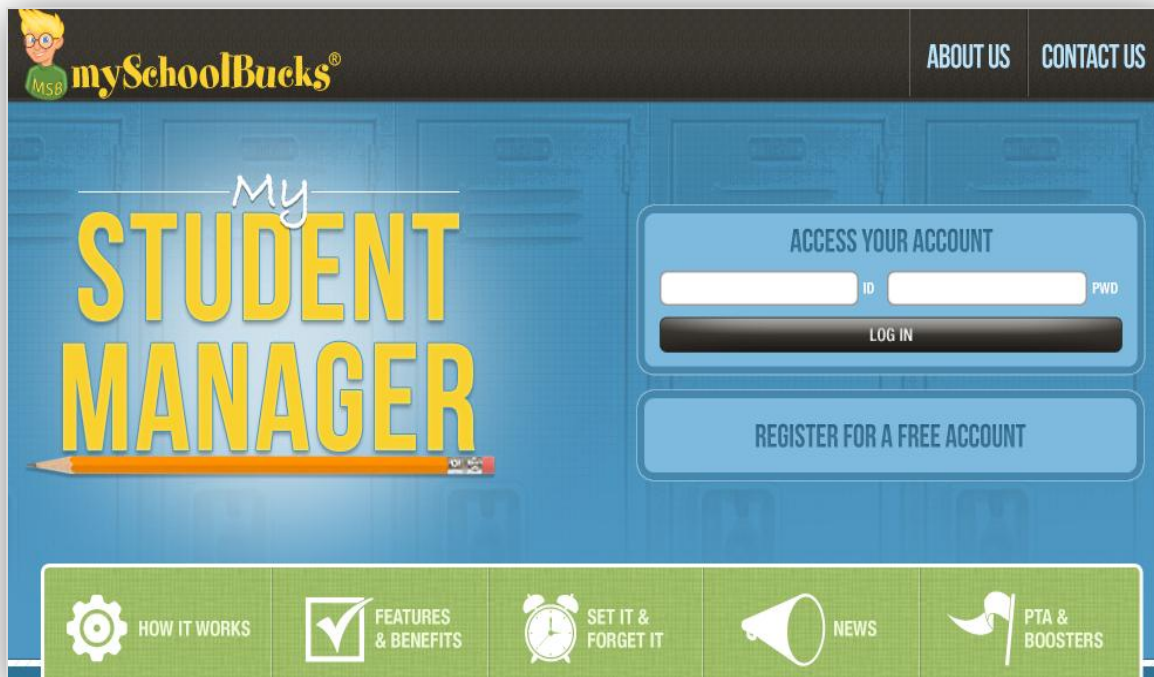 MSB
mySchoolBucks®
ABOUT US
CONTACT US
My
STUDENT
MANAGER
ACCESS YOUR ACCOUNT
ID
PWD
LOG IN
REGISTER FOR A FREE ACCOUNT
HOW IT WORKS
FEATURES
& BENEFITS
SET IT &
FORGET IT
NEWS
PTA &
BOOSTERS